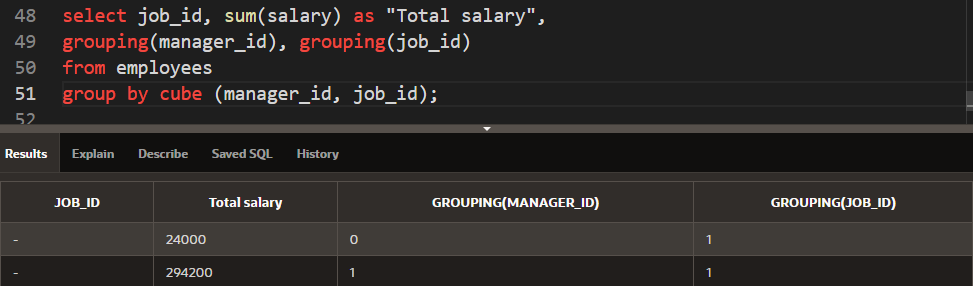 48 select job_id, sum(salary) as "Total salary",
49 grouping(manager_id), grouping(job_id)
50 from employees
51 group by cube (manager_id, job_id);
52
Results Explain Describe Saved SQL History
JOB_ID Total salary GROUPING(MANAGER_ID) GROUPING(JOB_ID)
- 24000 0 1
- 294200 1 1